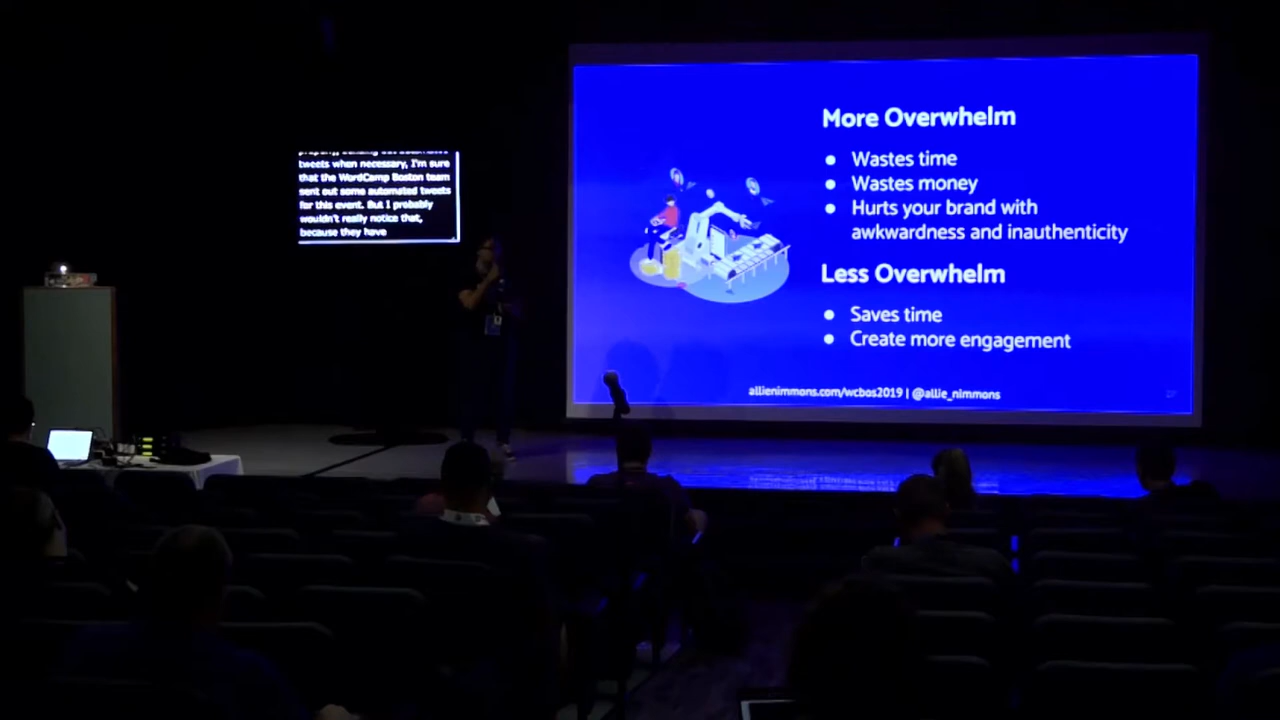 tweets when necessary, I'm sure
that the WordCamp Boston team
sent out some automated tweets
for this event. But I probably
wouldn't really notice that,
because they have
More Overwhelm
● Wastes time
● Wastes money
● Hurts your brand with
awkwardness and inauthenticity
Less Overwhelm
● Saves time
● Create more engagement
allienimmons.com/wcbos2019 | @allie_nimmons